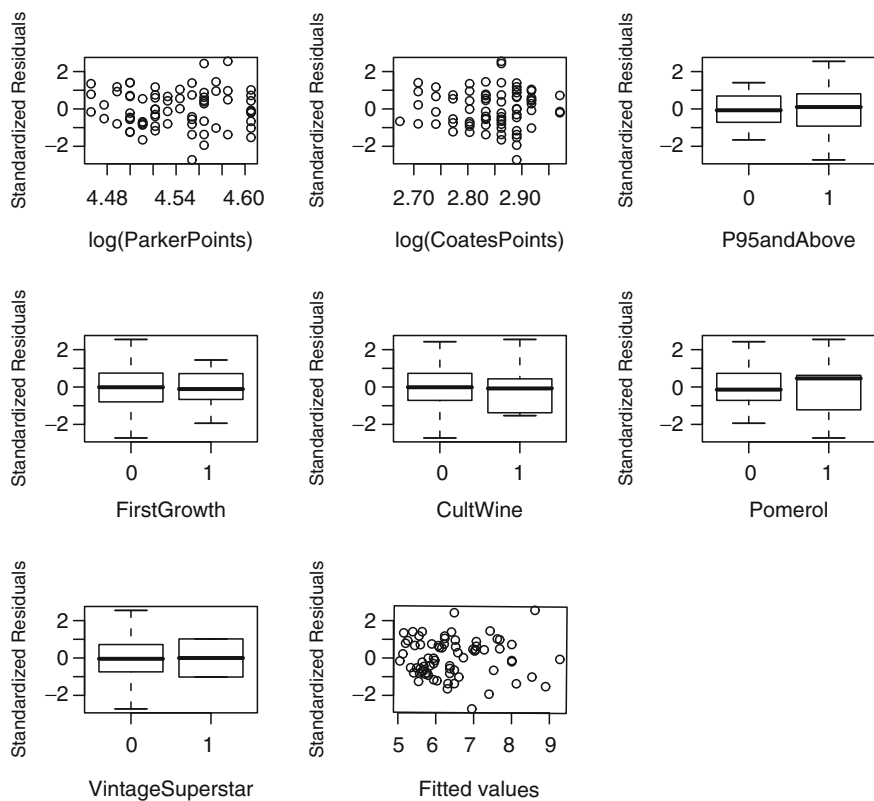 Standardized Residuals
2
0
−2
4.48 4.54 4.60
log(ParkerPoints)
Standardized Residuals
2
0
−2
2.70 2.80 2.90
log(CoatesPoints)
Standardized Residuals
2
0
−2
0 1
P95andAbove
Standardized Residuals
2
0
−2
0 1
FirstGrowth
Standardized Residuals
2
0
−2
0 1
CultWine
Standardized Residuals
2
0
−2
0 1
Pomerol
Standardized Residuals
2
0
−2
0 1
VintageSuperstar
Standardized Residuals
2
0
−2
5 6 7 8 9
Fitted values